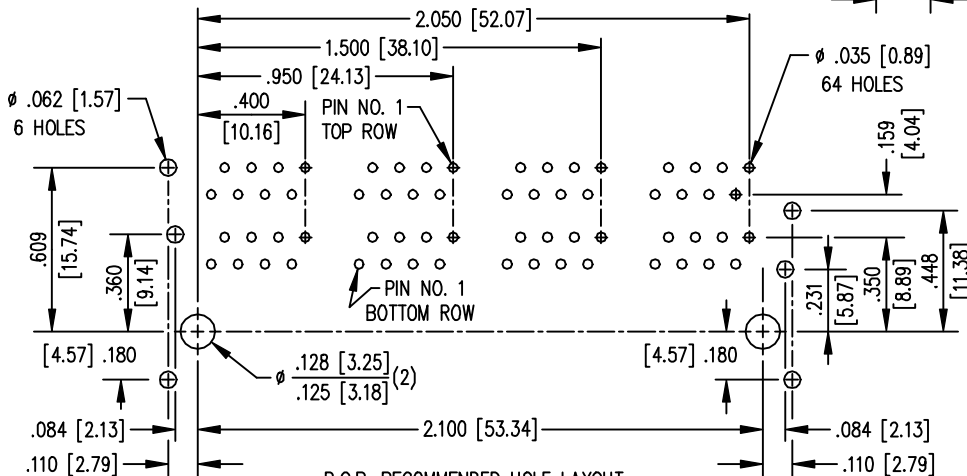 2.050 [52.07]
1.500 [38.10]
.950 [24.13]
ø .035 [0.89]
64 HOLES
ø .062 [1.57]
6 HOLES
.400
[10.16]
PIN NO. 1
TOP ROW
.159
[4.04]
.609
[15.74]
.360
[9.14]
PIN NO. 1
BOTTOM ROW
.231
[5.87]
.350
[8.89]
.448
[11.38]
[4.57] .180
[4.57] .180
ø .128 [3.25]
.125 [3.18] (2)
.084 [2.13]
2.100 [53.34]
.084 [2.13]
.110 [2.79]
.110 [2.79]
P.C.B. RECOMMENDED HOLE LAYOUT